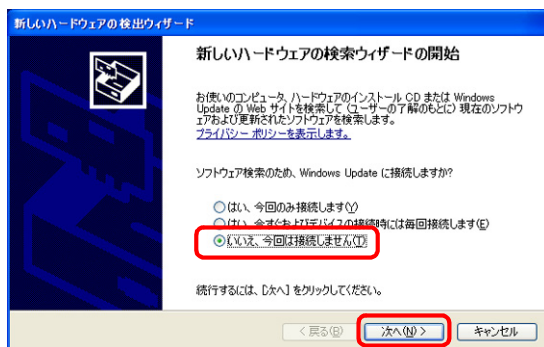 新しいハードウェアの検出ウィザード
新しいハードウェアの検索ウィザードの開始
お使いのコンピュータ、ハードウェアのインストール CD または Windows
Update の Web サイトを検索して (ユーザーの了解のもとに) 現在のソフトウ
ェアおよび更新されたソフトウェアを検索します。
プライバシー ポリシーを表示します。
ソフトウェア検索のため、Windows Update に接続しますか?
はい、今回のみ接続します(Y)
はい、今すぐおよびデバイスの接続時には毎回接続します(E)
いいえ、今回は接続しません(T)
続行するには、[次へ] をクリックしてください。
< 戻る(B)
次へ(N) >
キャンセル